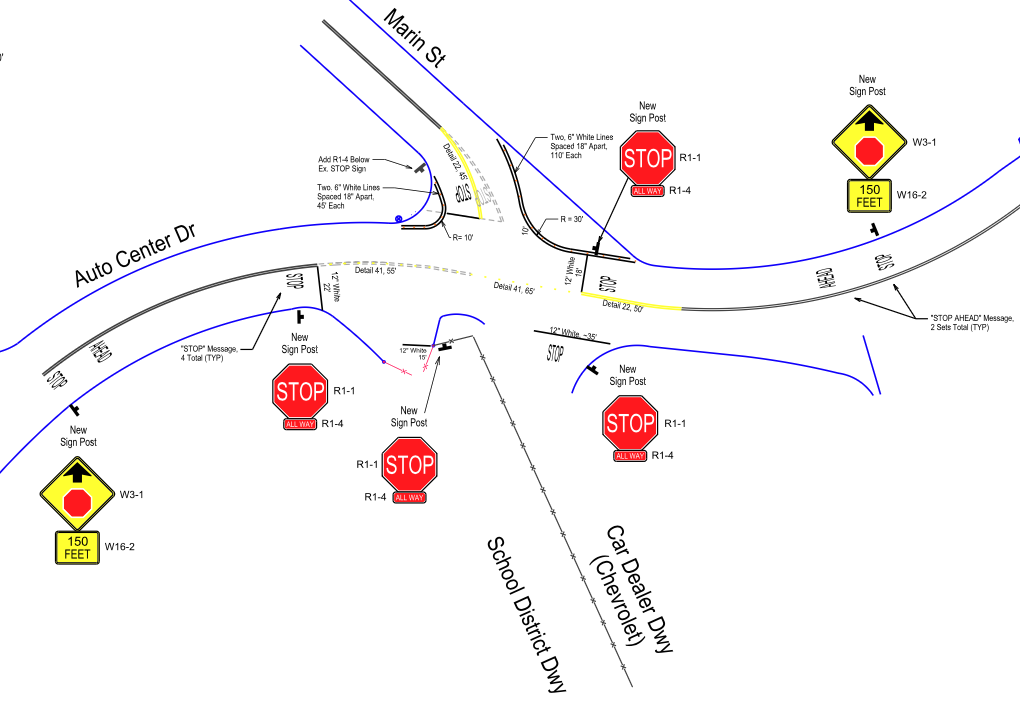 Marin St
New
Sign Post
STOP
ALL WAY
R1-1
R1-4
New
Sign Post
W3-1
150
FEET
W16-2
Two, 6" White Lines
Spaced 18" Apart,
110' Each
Detail 22, 45'
STOP
Add R1-4 Below
Ex. STOP Sign
Two. 6" White Lines
Spaced 18" Apart,
45' Each
R= 10'
R = 30'
10'
Auto Center Dr
Detail 41, 55'
Detail 41, 65'
12' White
18'
STOP
Detail 22, 50'
AHEAD
STOP
"STOP AHEAD" Message,
2 Sets Total (TYP)
STOP
12' White
22'
"STOP" Message,
4 Total (TYP)
AHEAD
STOP
New
Sign Post
STOP
ALL WAY
R1-1
R1-4
12" White
15'
12" White, ~35'
STOP
New
Sign Post
STOP
ALL WAY
R1-1
R1-4
New
Sign Post
R1-1
STOP
R1-4
ALL WAY
New
Sign Post
W3-1
150
FEET
W16-2
School District Dwy
Car Dealer Dwy
(Chevrolet)